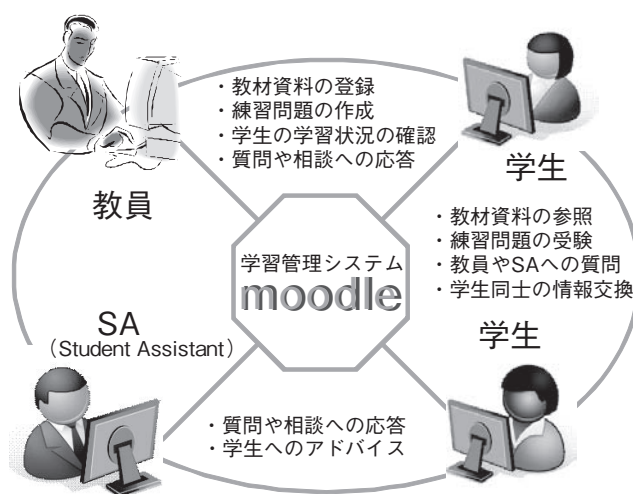 ・教材資料の登録
・練習問題の作成
・学生の学習状況の確認
・質問や相談への応答
教員
学生
・教材資料の参照
・練習問題の受験
・教員やSAへの質問
・学生同士の情報交換
学習管理システム
moodle
SA
(Student Assistant)
学生
・質問や相談への応答
・学生へのアドバイス